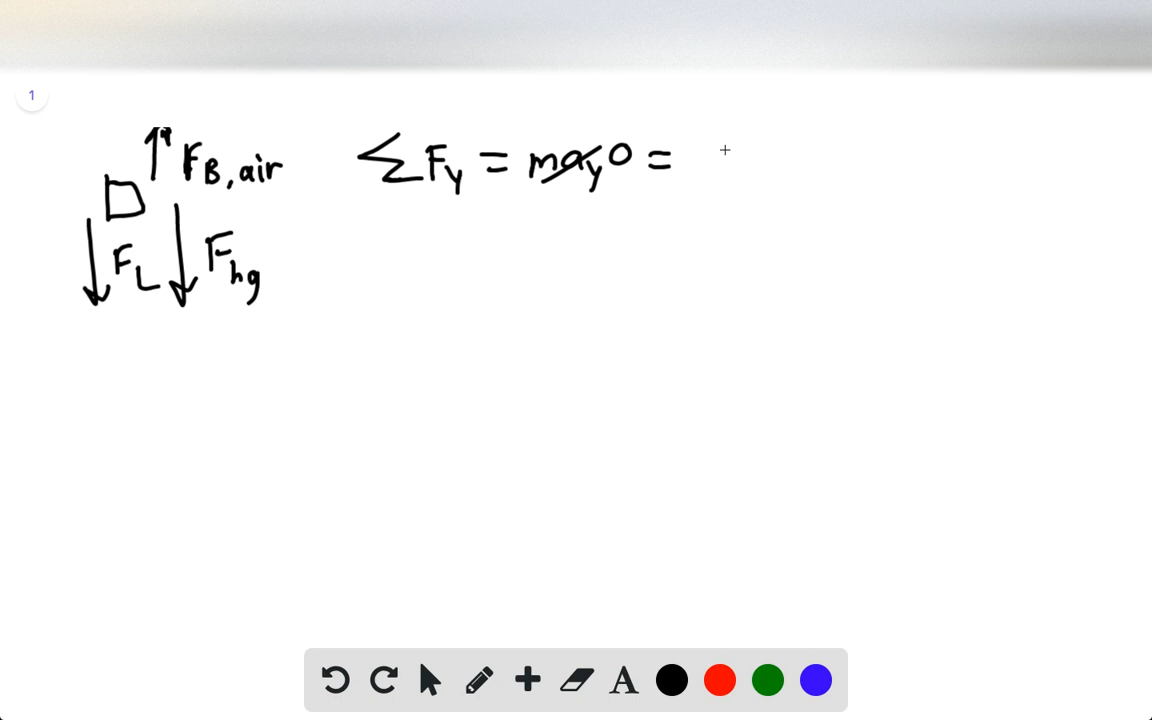 1
F_B,air
ΣF_y = ma_y 0 =
F_L F_hg
A